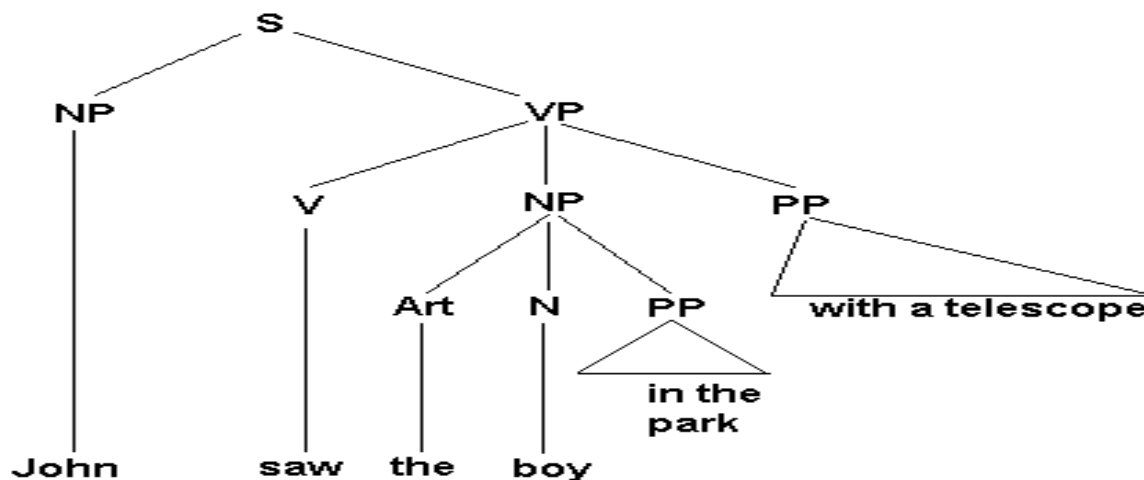 S
NP VP
V NP PP
Art N PP with a telescope
in the
park
John saw the boy